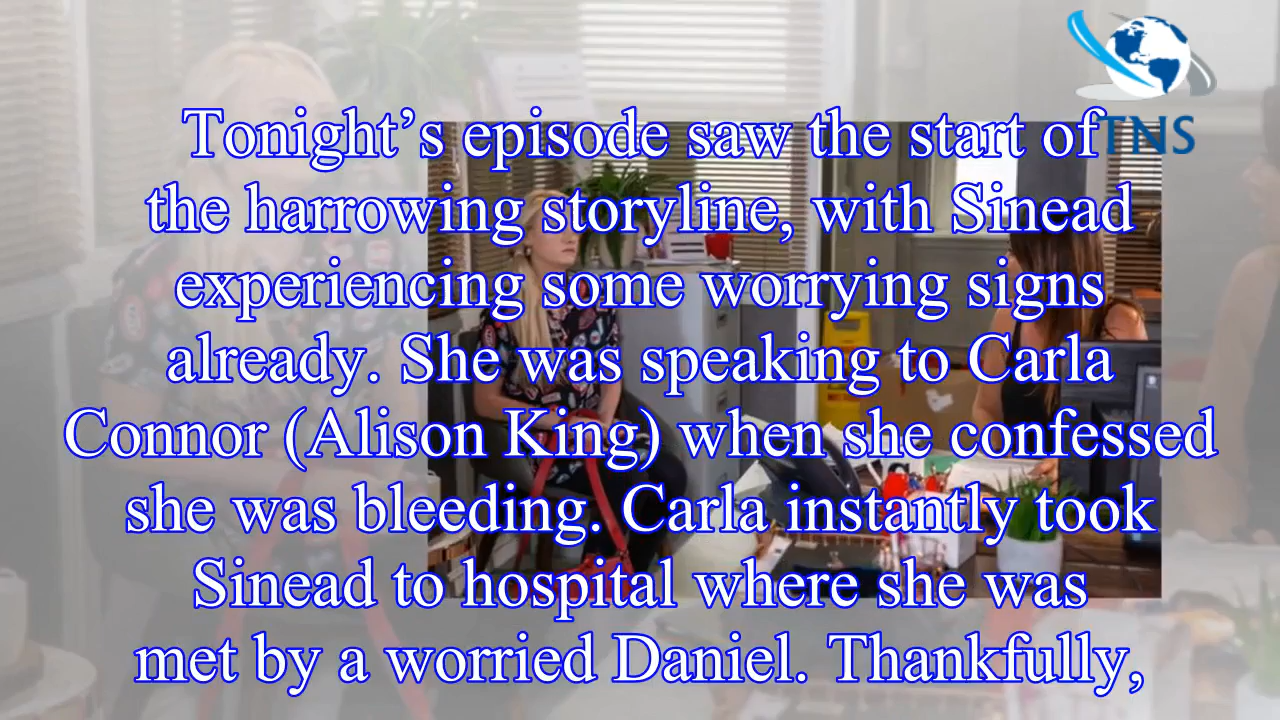 TNS
Tonight’s episode saw the start of
the harrowing storyline, with Sinead
experiencing some worrying signs
already. She was speaking to Carla
Connor (Alison King) when she confessed
she was bleeding. Carla instantly took
Sinead to hospital where she was
met by a worried Daniel. Thankfully,